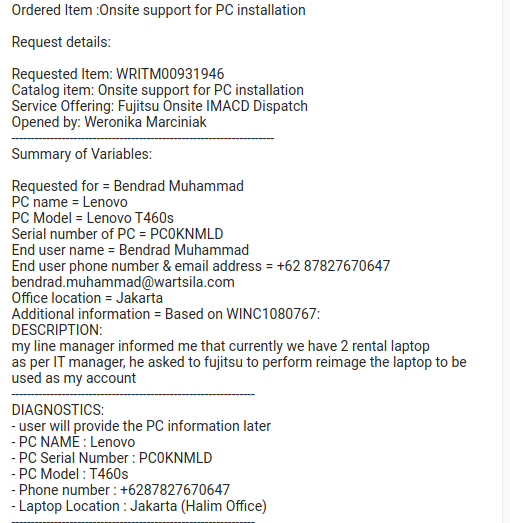 Ordered Item :Onsite support for PC installation
Request details:
Requested Item: WRITM00931946
Catalog item: Onsite support for PC installation
Service Offering: Fujitsu Onsite IMACD Dispatch
Opened by: Weronika Marciniak
--------------------------------------------------------------------------
Summary of Variables:
Requested for = Bendrad Muhammad
PC name = Lenovo
PC Model = Lenovo T460s
Serial number of PC = PC0KNMLD
End user name = Bendrad Muhammad
End user phone number & email address = +62 87827670647
bendrad.muhammad@wartsila.com
Office location = Jakarta
Additional information = Based on WINC1080767:
DESCRIPTION:
my line manager informed me that currently we have 2 rental laptop
as per IT manager, he asked to fujitsu to perform reimage the laptop to be
used as my account
---------------------------------------------------------------------
DIAGNOSTICS:
- user will provide the PC information later
- PC NAME : Lenovo
- PC Serial Number : PC0KNMLD
- PC Model : T460s
- Phone number : +6287827670647
- Laptop Location : Jakarta (Halim Office)
---------------------------------------------------------------------